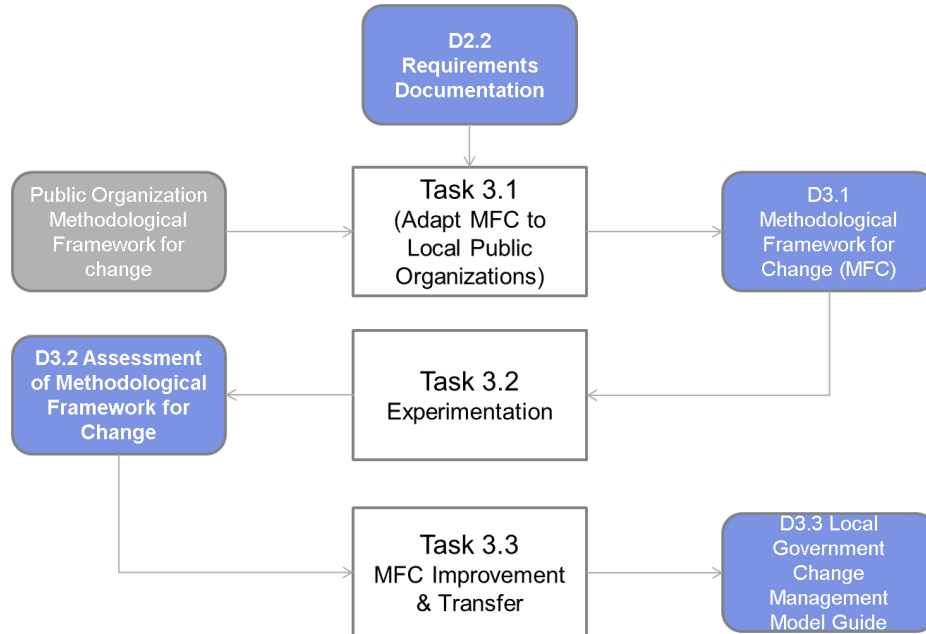 D2.2
Requirements
Documentation
Public Organization
Methodological
Framework for
change
Task 3.1
(Adapt MFC to
Local Public
Organizations)
D3.1
Methodological
Framework for
Change (MFC)
D3.2 Assessment
of Methodological
Framework for
Change
Task 3.2
Experimentation
Task 3.3
MFC Improvement
& Transfer
D3.3 Local
Government
Change
Management
Model Guide